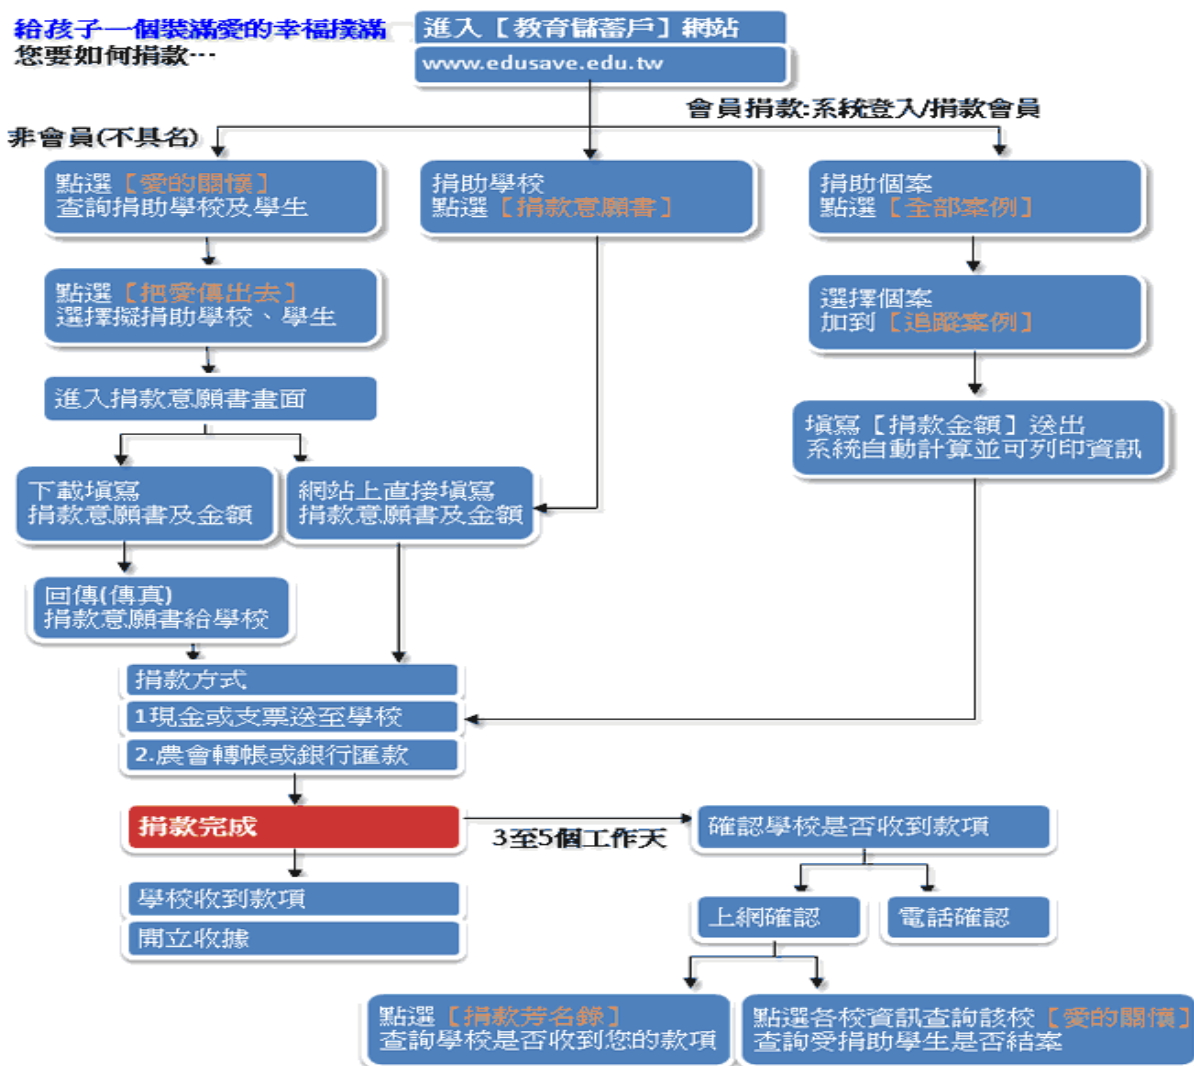 給孩子一個裝滿愛的幸福撲滿
您要如何捐款…
進入【教育儲蓄戶】網站
www.edusave.edu.tw
會員捐款:系統登入/捐款會員
非會員(不具名)
點選【愛的關懷】
查詢捐助學校及學生
捐助學校
點選【捐款意願書】
捐助個案
點選【全部案例】
點選【把愛傳出去】
選擇擬捐助學校、學生
選擇個案
加到【追蹤案例】
進入捐款意願書畫面
填寫【捐款金額】送出
系統自動計算並可列印資訊
下載填寫
捐款意願書及金額
網站上直接填寫
捐款意願書及金額
回傳(傳真)
捐款意願書給學校
捐款方式
1現金或支票送至學校
2.農會轉帳或銀行匯款
捐款完成
3至5個工作天
確認學校是否收到款項
學校收到款項
開立收據
上網確認
電話確認
點選【捐款芳名錄】
查詢學校是否收到您的款項
點選各校資訊查詢該校【愛的關懷】
查詢受捐助學生是否結案